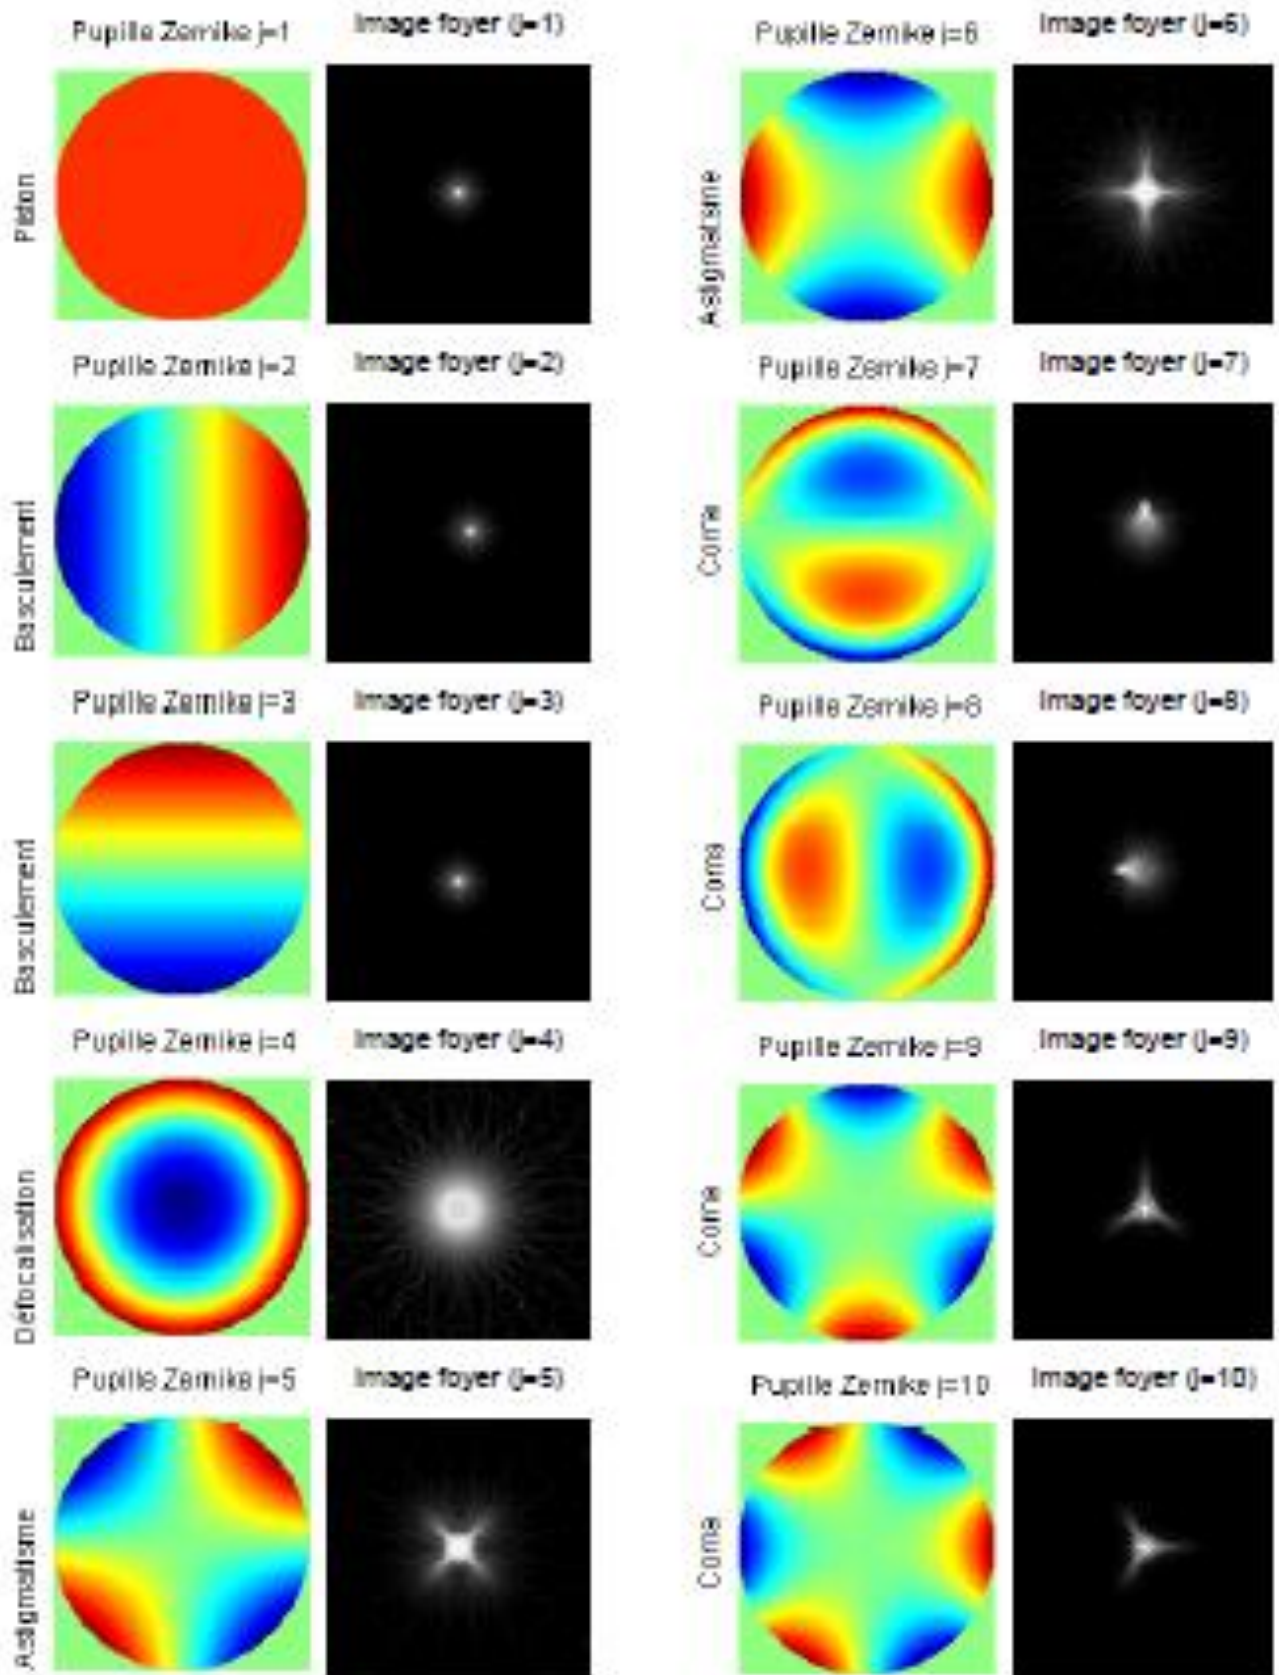 Pupille Zernike j=1
Image foyer (j=1)
Piston
Pupille Zernike j=2
Image foyer (j=2)
Basculement
Pupille Zernike j=3
Image foyer (j=3)
Basculement
Pupille Zernike j=4
Image foyer (j=4)
Défocalisation
Pupille Zernike j=5
Image foyer (j=5)
Astigmatisme
Pupille Zernike j=6
Image foyer (j=6)
Astigmatisme
Pupille Zernike j=7
Image foyer (j=7)
Coma
Pupille Zernike j=8
Image foyer (j=8)
Coma
Pupille Zernike j=9
Image foyer (j=9)
Coma
Pupille Zernike j=10
Image foyer (j=10)
Coma